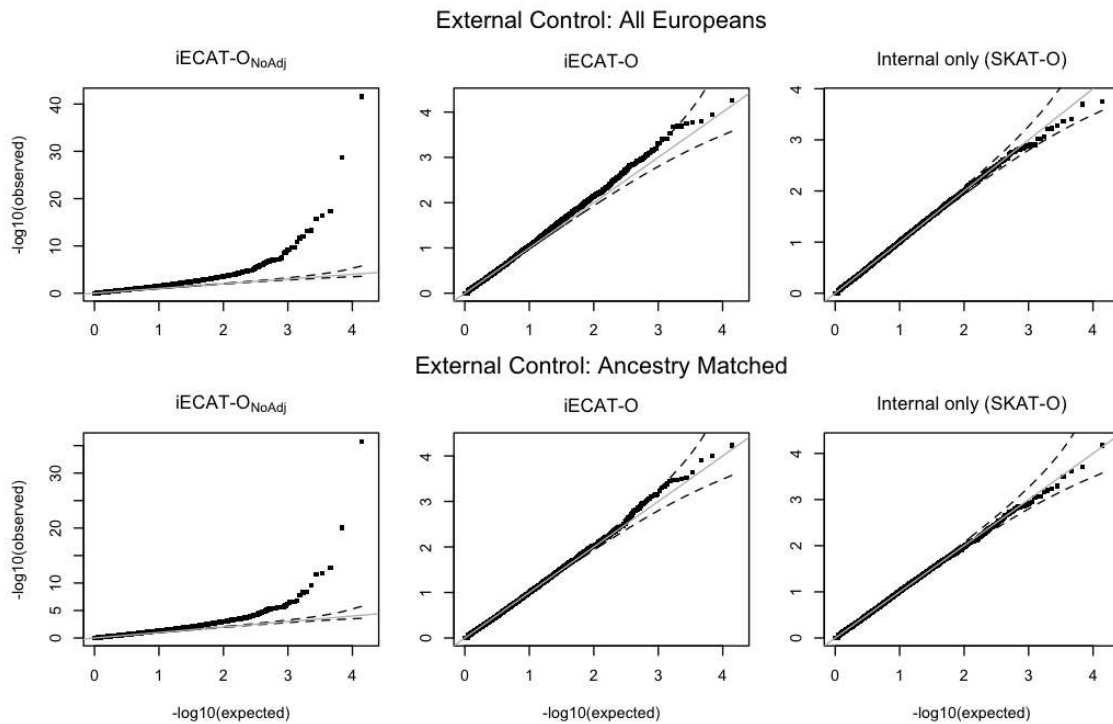 External Control: All Europeans
iECAT-O_NoAdj
iECAT-O
Internal only (SKAT-O)
-log10(observed)
0 10 20 30 40
0 1 2 3 4
0 1 2 3 4
0 1 2 3 4
0 1 2 3 4
0 1 2 3 4
External Control: Ancestry Matched
iECAT-O_NoAdj
iECAT-O
Internal only (SKAT-O)
-log10(observed)
0 5 10 20 30
0 1 2 3 4
0 1 2 3 4
0 1 2 3 4
0 1 2 3 4
0 1 2 3 4
-log10(expected)
-log10(expected)
-log10(expected)